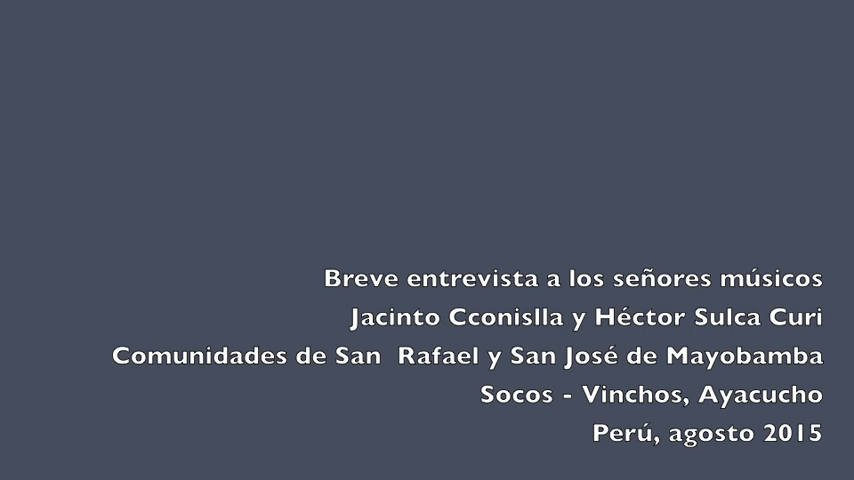 Breve entrevista a los señores músicos
Jacinto Cconislla y Héctor Sulca Curi
Comunidades de San  Rafael y San José de Mayobamba
Socos - Vinchos, Ayacucho
Perú, agosto 2015